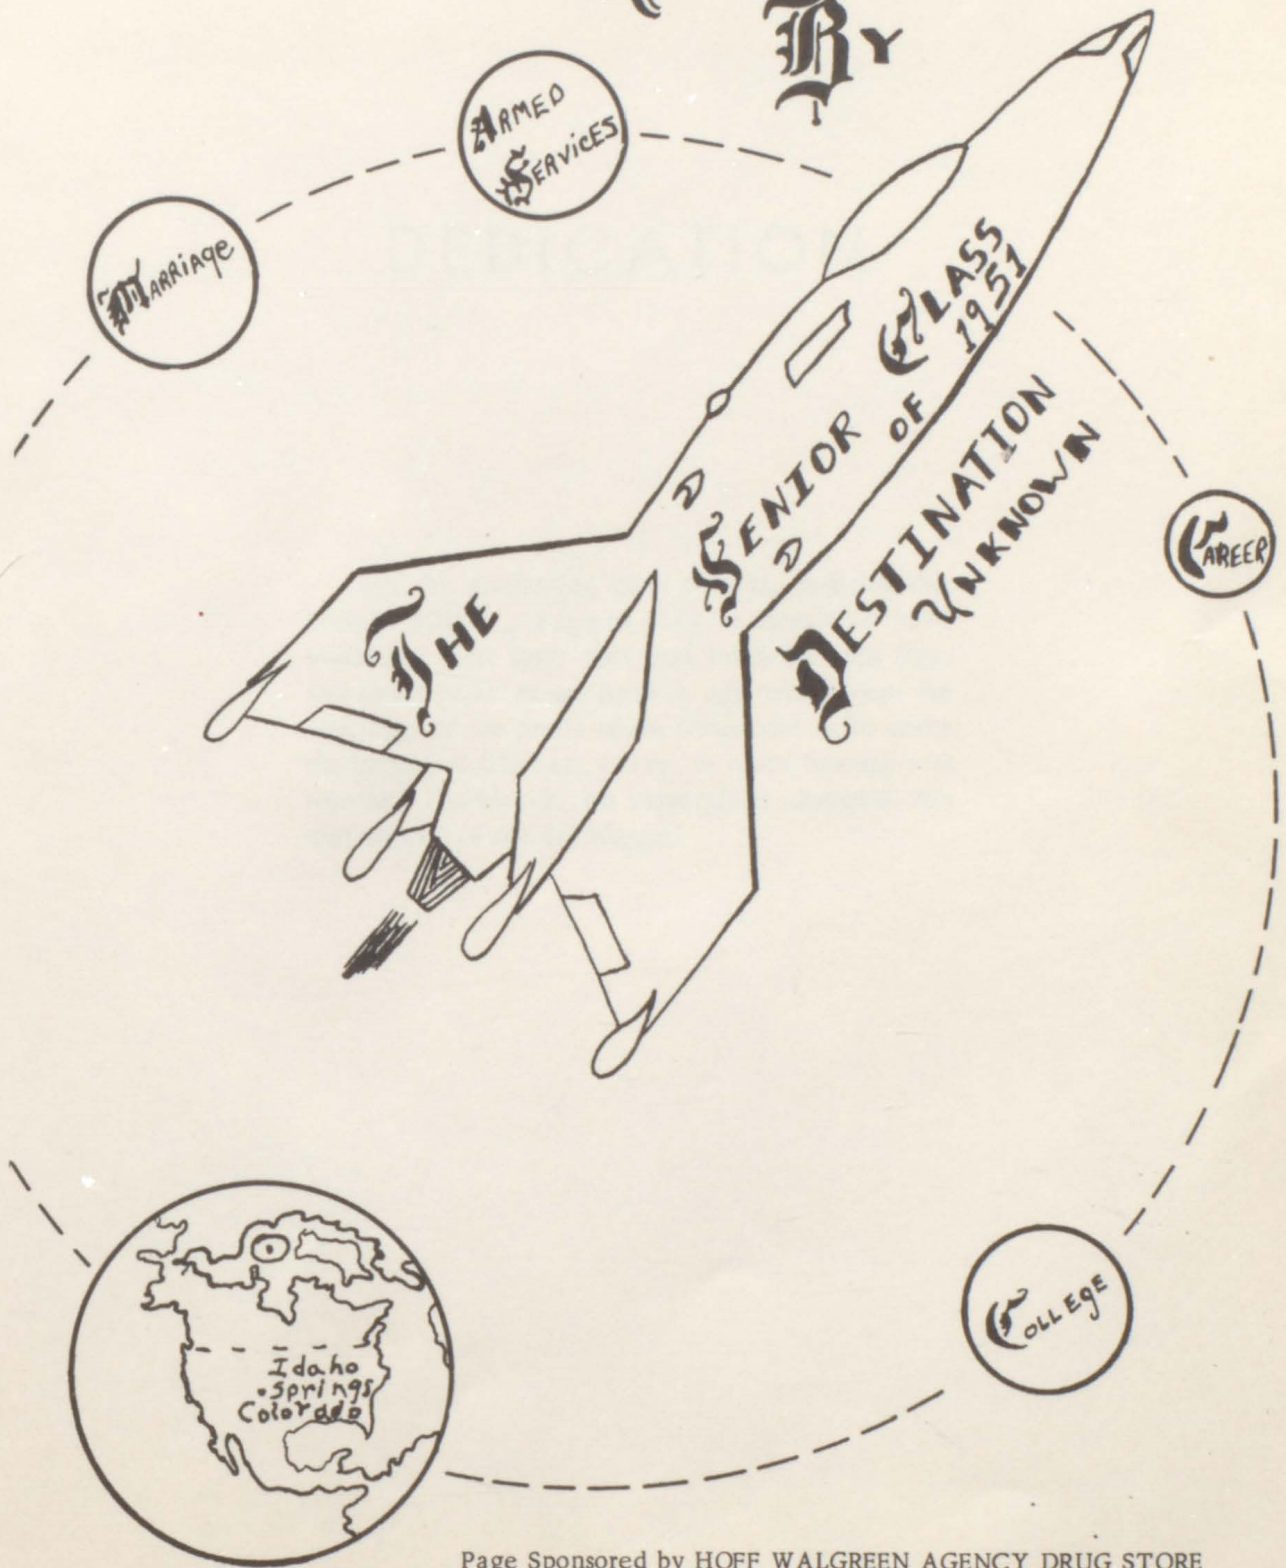 By
Armed
Services
Marriage
The
Senior Class
of 1951
Destination
Unknown
Career
College
Idaho
Springs
Colorado
Page Sponsored by HOFF WALGREEN AGENCY DRUG STORE